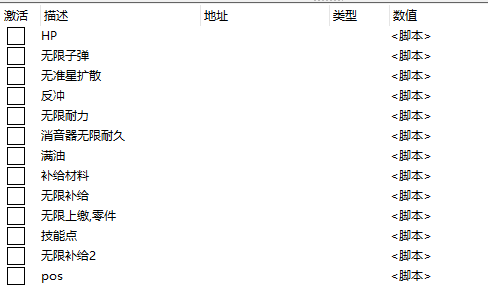 激活 描述 地址 类型 数值
HP <脚本>
无限子弹 <脚本>
无准星扩散 <脚本>
反冲 <脚本>
无限耐力 <脚本>
消音器无限耐久 <脚本>
满油 <脚本>
补给材料 <脚本>
无限补给 <脚本>
无限上缴,零件 <脚本>
技能点 <脚本>
无限补给2 <脚本>
pos <脚本>